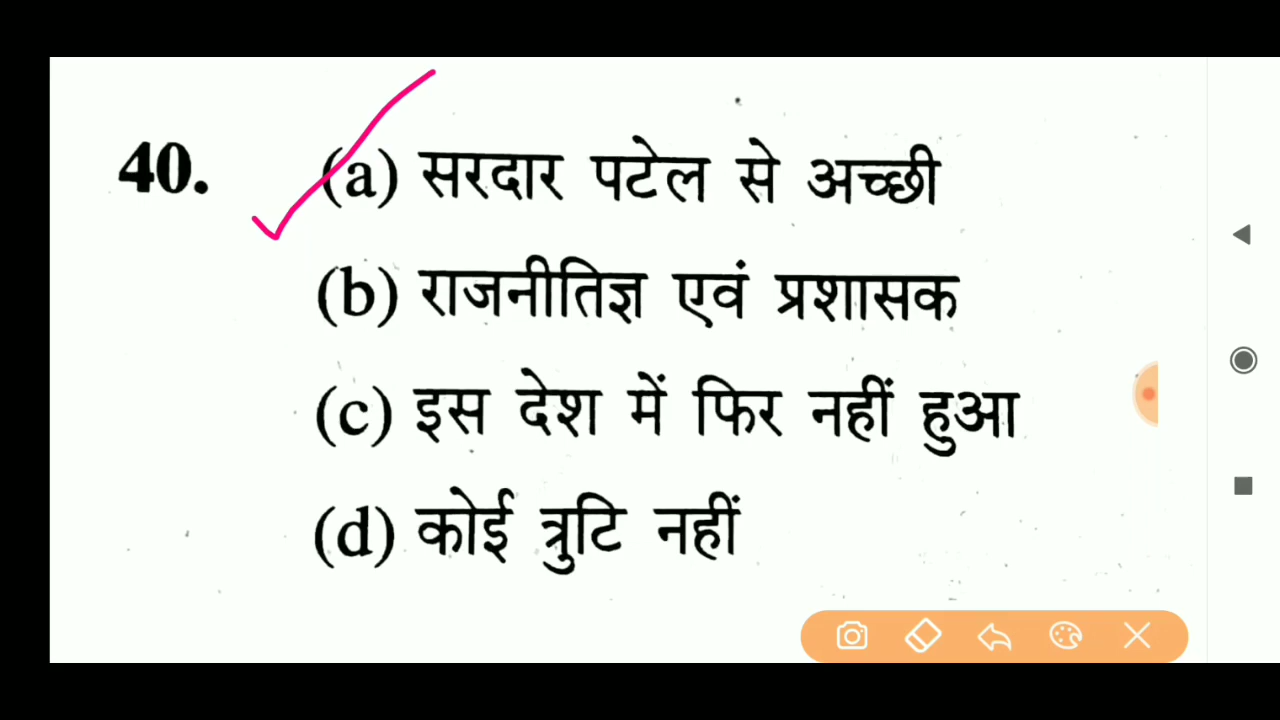 40. (a) सरदार पटेल से अच्छी
(b) राजनीतिज्ञ एवं प्रशासक
(c) इस देश में फिर नहीं हुआ
(d) कोई त्रुटि नहीं